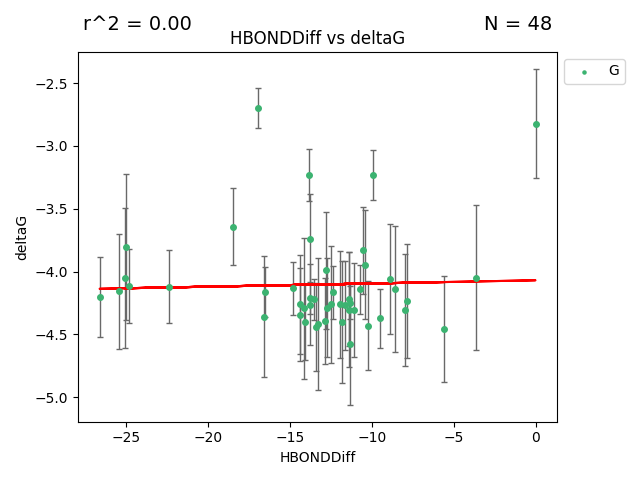 r^2 = 0.00
N = 48
HBONDDiff vs deltaG
G
deltaG
−2.5
−3.0
−3.5
−4.0
−4.5
−5.0
−25 −20 −15 −10 −5 0
HBONDDiff